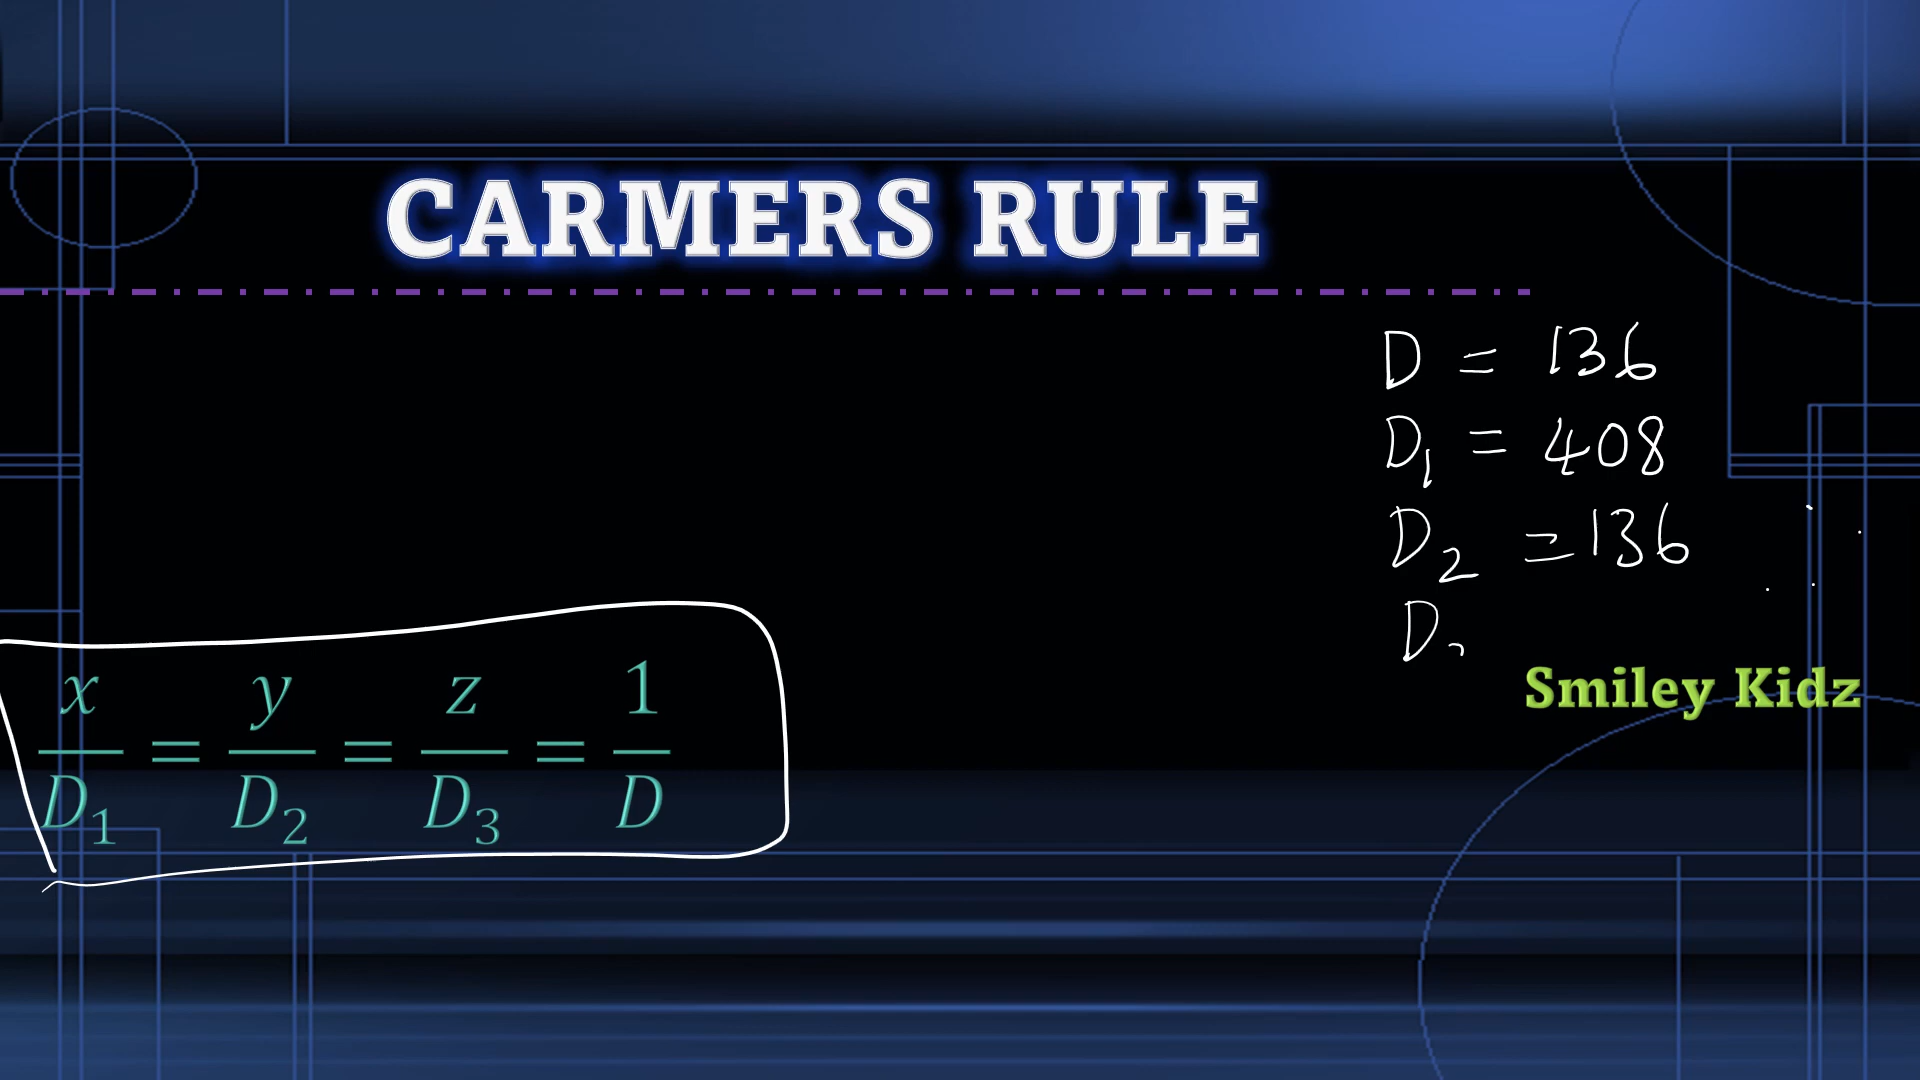 CARMERS RULE
D = 136
D₁ = 408
D₂ = 136
D
Smiley Kidz
x/D₁ = y/D₂ = z/D₃ = 1/D